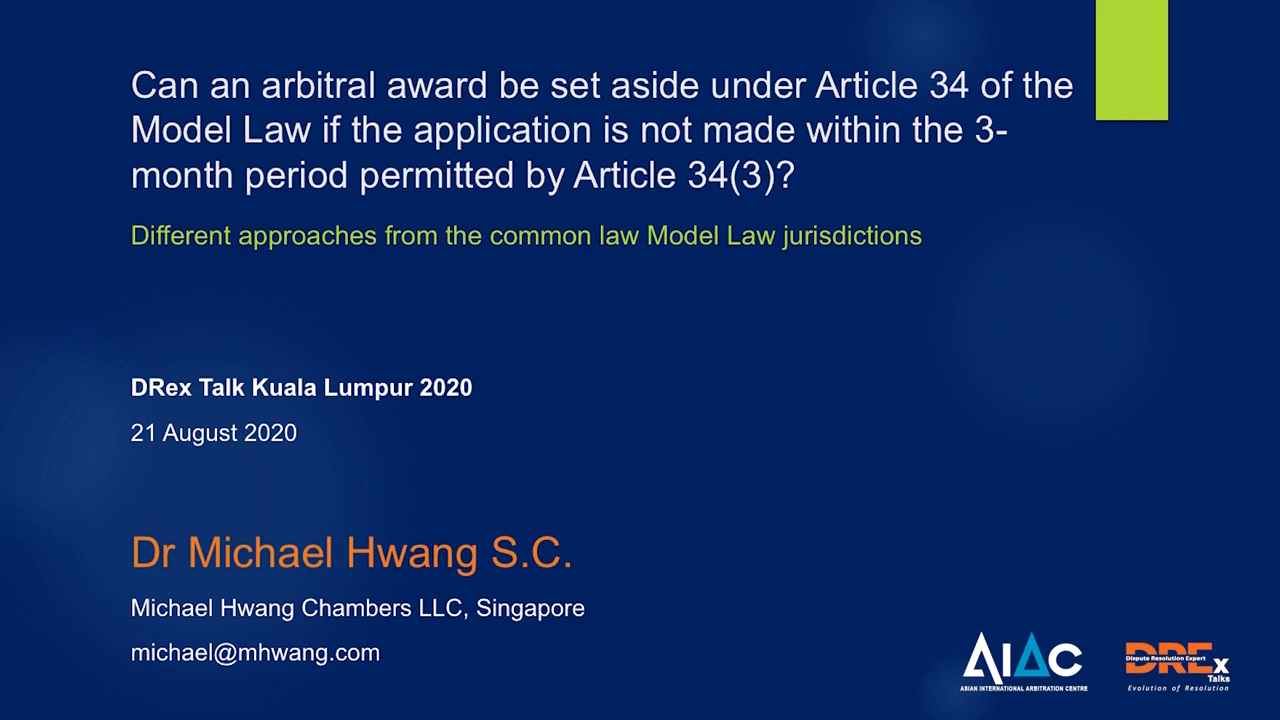 Can an arbitral award be set aside under Article 34 of the
Model Law if the application is not made within the 3-
month period permitted by Article 34(3)?
Different approaches from the common law Model Law jurisdictions
DRex Talk Kuala Lumpur 2020
21 August 2020
Dr Michael Hwang S.C.
Michael Hwang Chambers LLC, Singapore
michael@mhwang.com
AIAC
ASIAN INTERNATIONAL ARBITRATION CENTRE
DREx
Dispute Resolution Expert
Talks
Evolution of Resolution